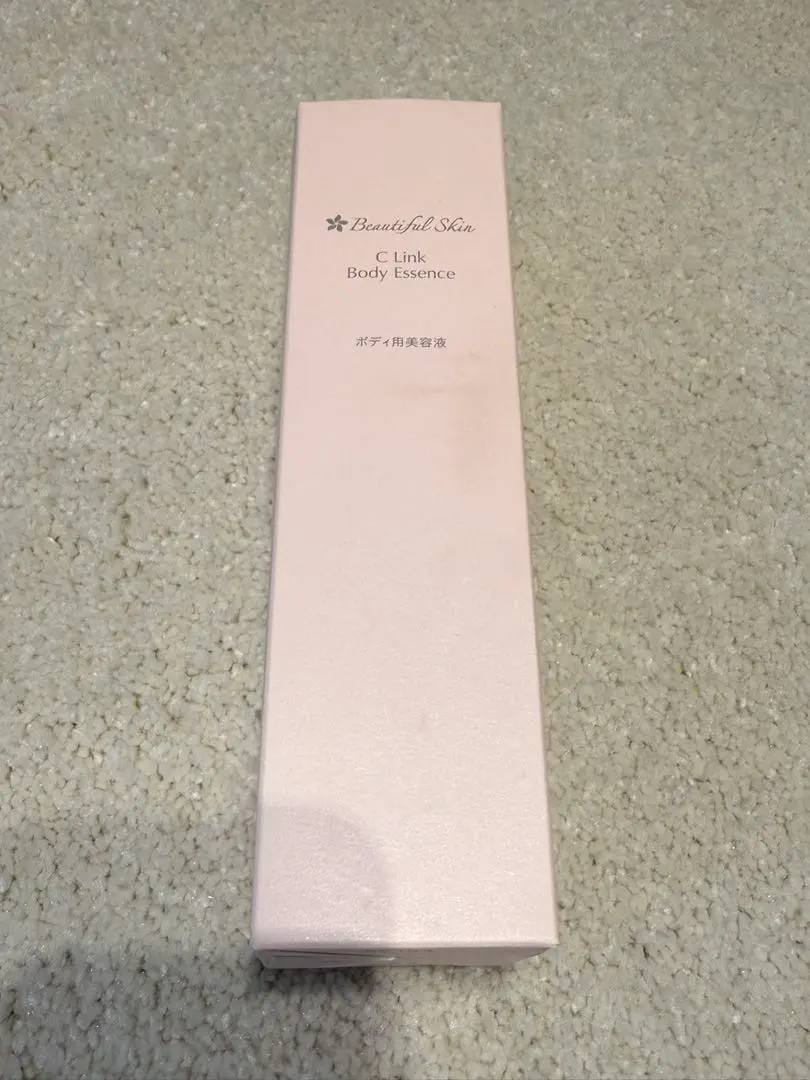 Beautiful Skin
C Link
Body Essence
ボディ用美容液